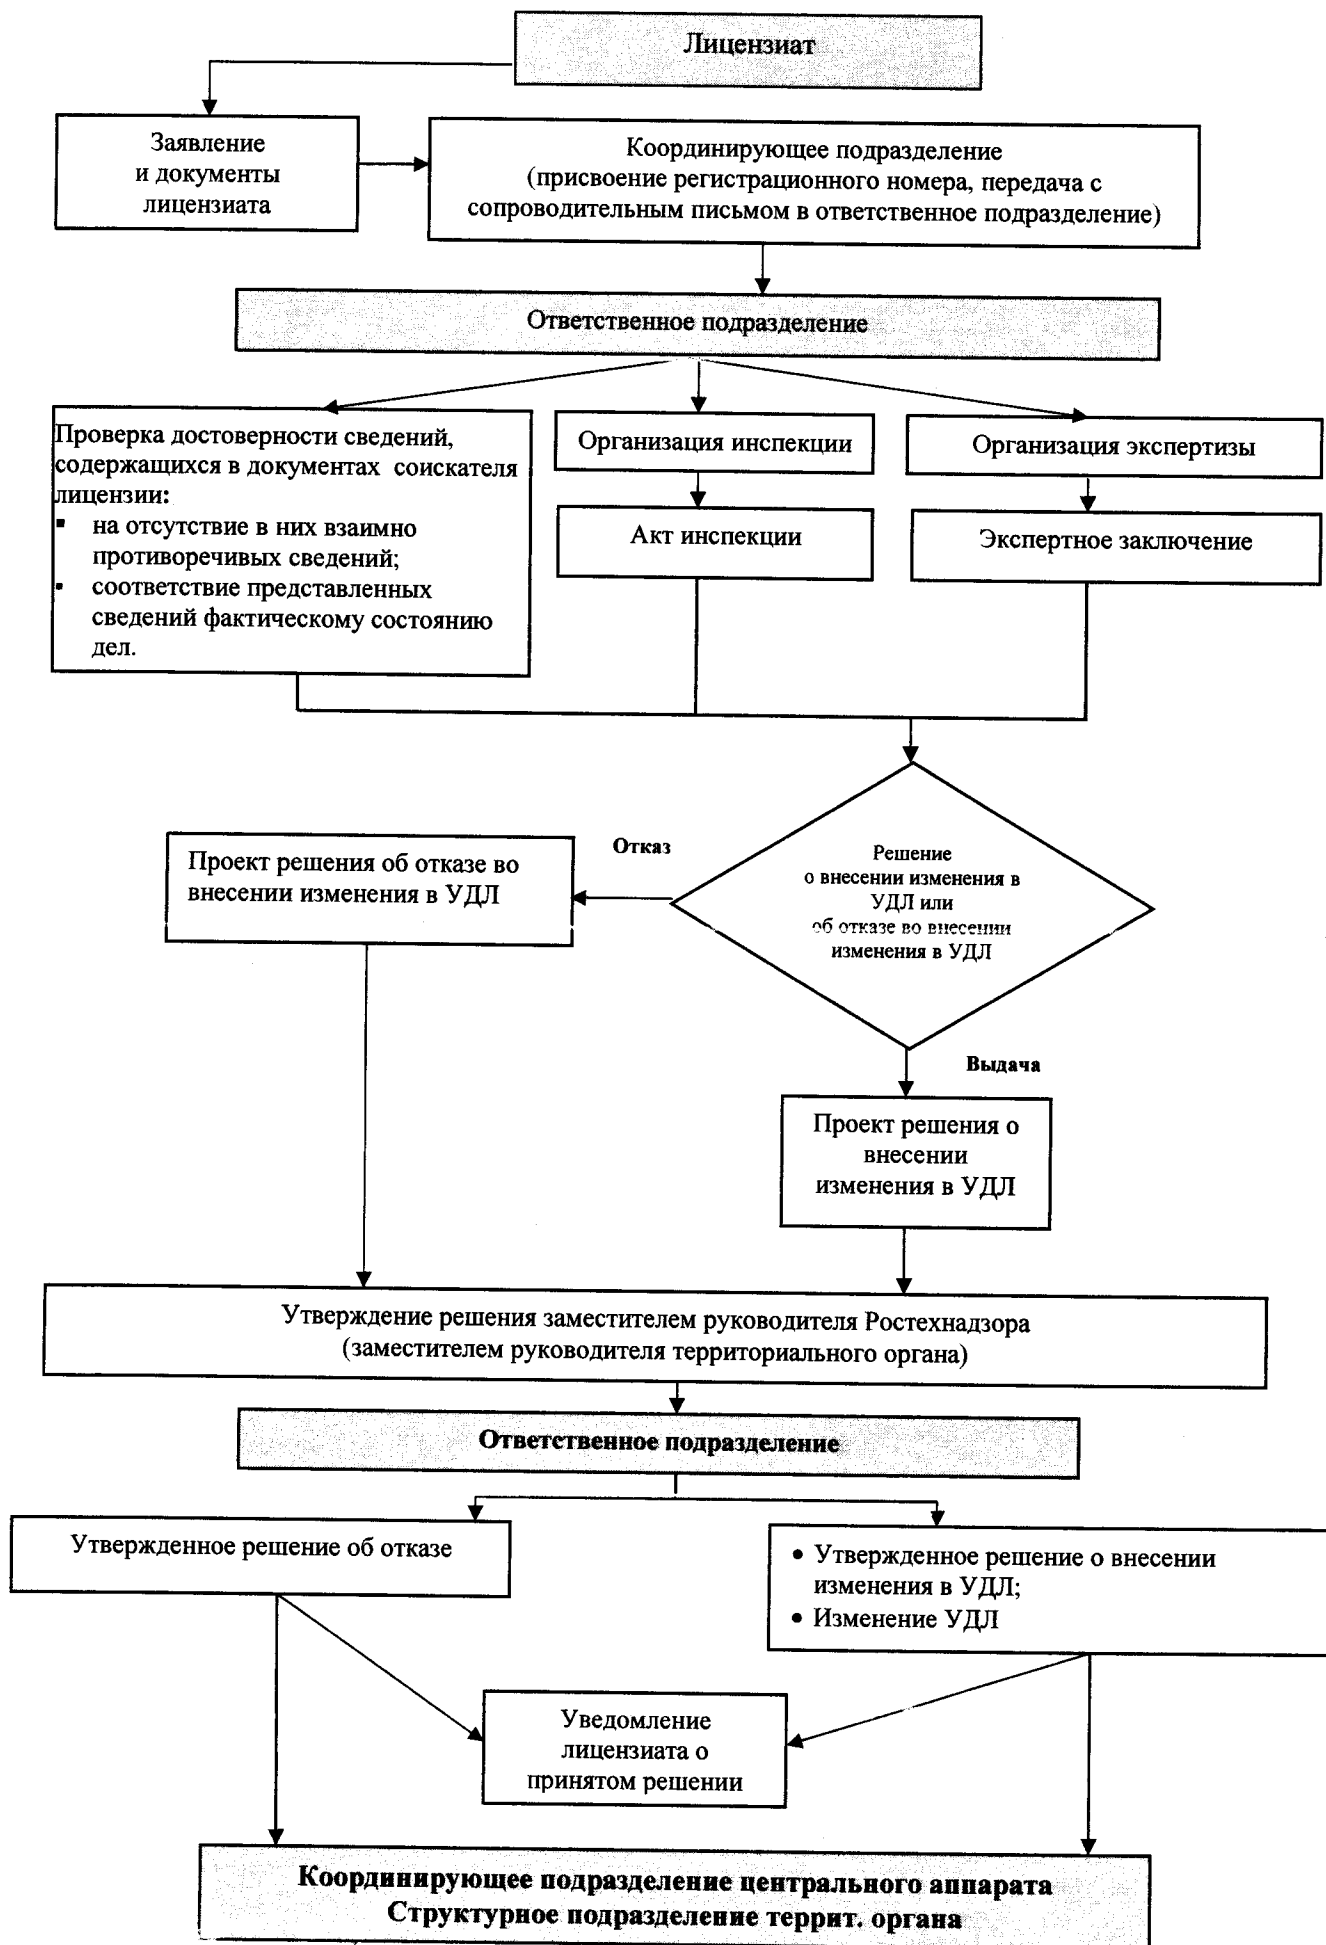 Лицензиат
Заявление
и документы
лицензиата
Координирующее подразделение
(присвоение регистрационного номера, передача с
сопроводительным письмом в ответственное подразделение)
Ответственное подразделение
Проверка достоверности сведений,
содержащихся в документах соискателя
лицензии:
▪ на отсутствие в них взаимно
противоречивых сведений;
▪ соответствие представленных
сведений фактическому состоянию
дел.
Организация инспекции
Акт инспекции
Организация экспертизы
Экспертное заключение
Решение
о внесении изменения в
УДЛ или
об отказе во внесении
изменения в УДЛ
Отказ
Проект решения об отказе во
внесении изменения в УДЛ
Выдача
Проект решения о
внесении
изменения в УДЛ
Утверждение решения заместителем руководителя Ростехнадзора
(заместителем руководителя территориального органа)
Ответственное подразделение
Утвержденное решение об отказе
• Утвержденное решение о внесении
изменения в УДЛ;
• Изменение УДЛ
Уведомление
лицензиата о
принятом решении
Координирующее подразделение центрального аппарата
Структурное подразделение террит. органа